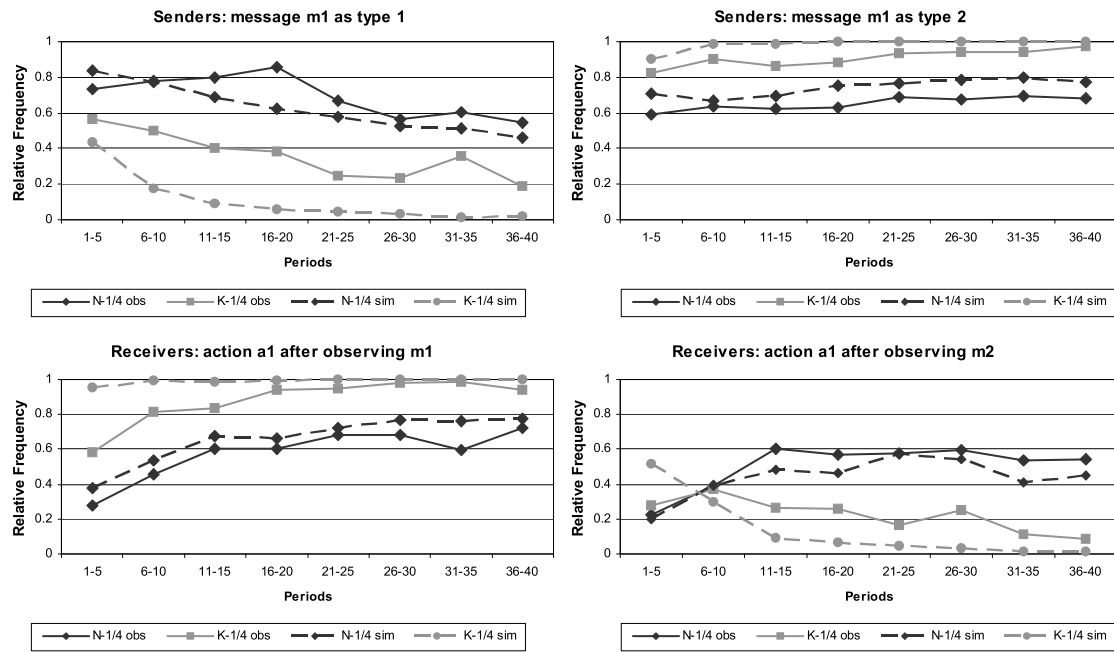 Senders: message m1 as type 1
Relative Frequency
1
0.8
0.6
0.4
0.2
0
1-5 6-10 11-15 16-20 21-25 26-30 31-35 36-40
Periods
N-1/4 obs K-1/4 obs N-1/4 sim K-1/4 sim
Senders: message m1 as type 2
Relative Frequency
1
0.8
0.6
0.4
0.2
0
1-5 6-10 11-15 16-20 21-25 26-30 31-35 36-40
Periods
N-1/4 obs K-1/4 obs N-1/4 sim K-1/4 sim
Receivers: action a1 after observing m1
Relative Frequency
1
0.8
0.6
0.4
0.2
0
1-5 6-10 11-15 16-20 21-25 26-30 31-35 36-40
Periods
N-1/4 obs K-1/4 obs N-1/4 sim K-1/4 sim
Receivers: action a1 after observing m2
Relative Frequency
1
0.8
0.6
0.4
0.2
0
1-5 6-10 11-15 16-20 21-25 26-30 31-35 36-40
Periods
N-1/4 obs K-1/4 obs N-1/4 sim K-1/4 sim